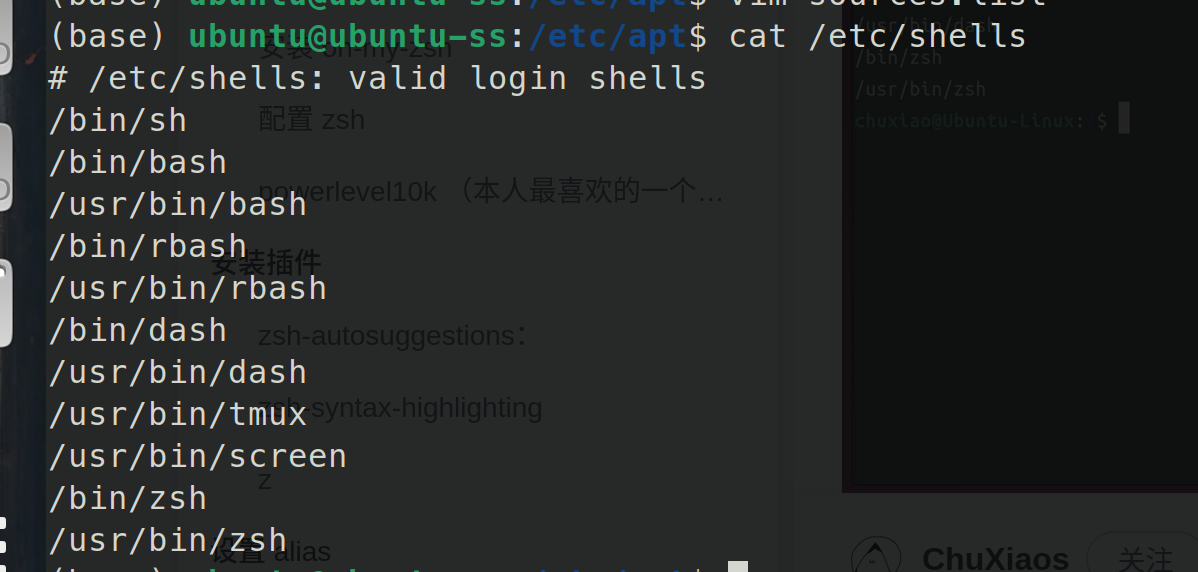 (base) ubuntu@ubuntu-ss:/etc/apt$ vim sources.list
(base) ubuntu@ubuntu-ss:/etc/apt$ cat /etc/shells
# /etc/shells: valid login shells
/bin/sh
/bin/bash
/usr/bin/bash
/bin/rbash
/usr/bin/rbash
/bin/dash
/usr/bin/dash
/usr/bin/tmux
/usr/bin/screen
/bin/zsh
/usr/bin/zsh
安装 oh-my-zsh
配置 zsh
powerlevel10k （本人最喜欢的一个…
安装插件
zsh-autosuggestions：
zsh-syntax-highlighting
z
设置 alias
/usr/bin/dash
/bin/zsh
/usr/bin/zsh
chuxiao@Ubuntu-Linux: $
ChuXiaos
关注